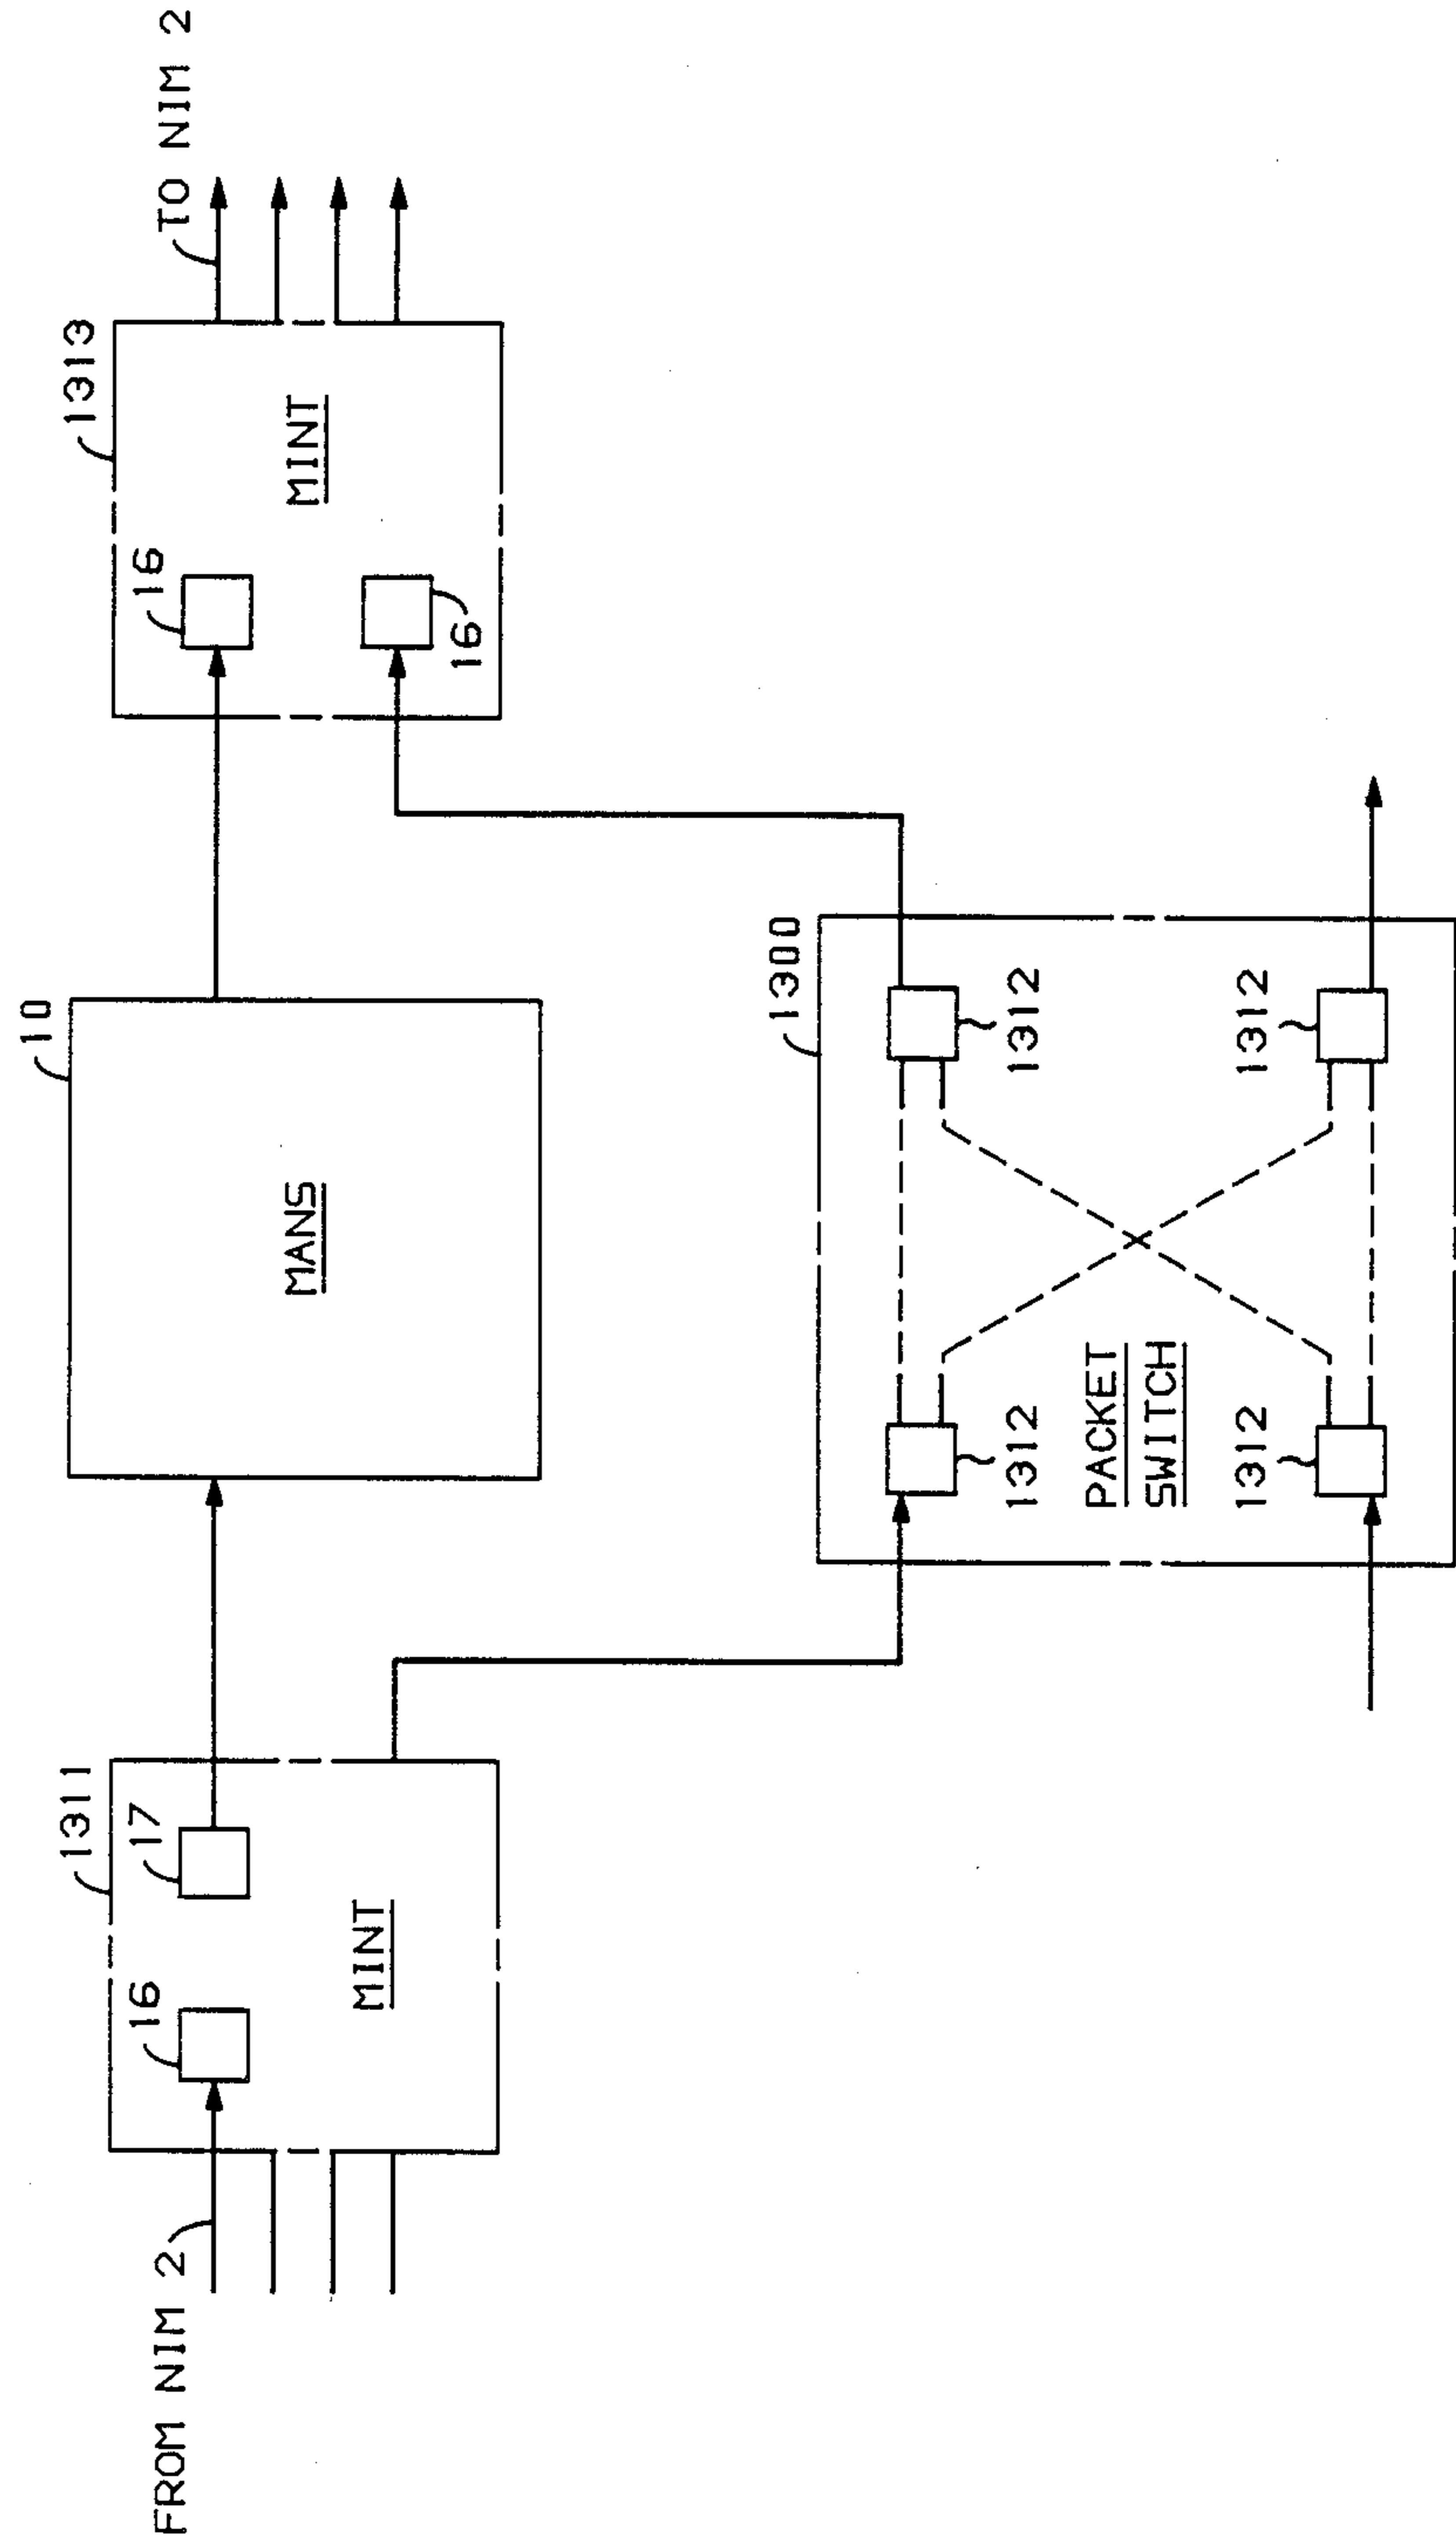 FROM NIM 2
1311
16
17
MINT
10
MANS
1313
16
16
MINT
TO NIM 2
1300
1312
1312
PACKET
SWITCH
1312
1312